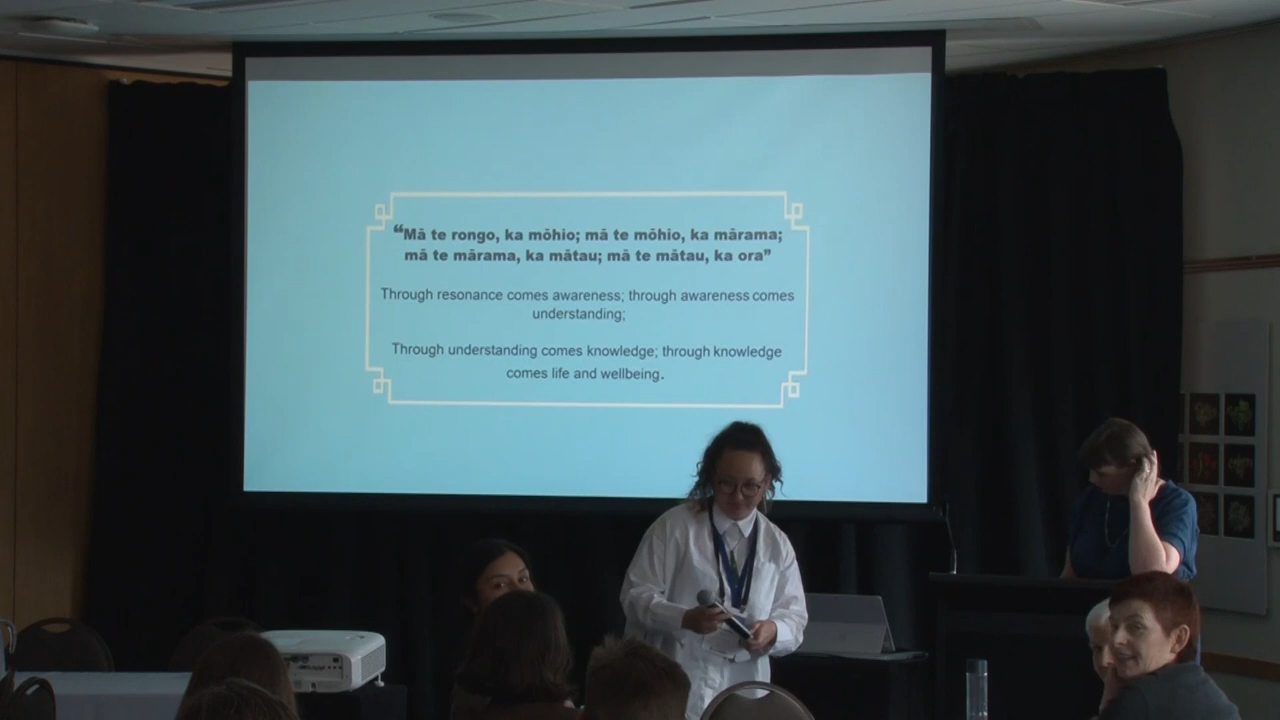 “Mā te rongo, ka mōhio; mā te mōhio, ka mārama;
mā te mārama, ka mātau; mā te mātau, ka ora”
Through resonance comes awareness; through awareness comes
understanding;
Through understanding comes knowledge; through knowledge
comes life and wellbeing.